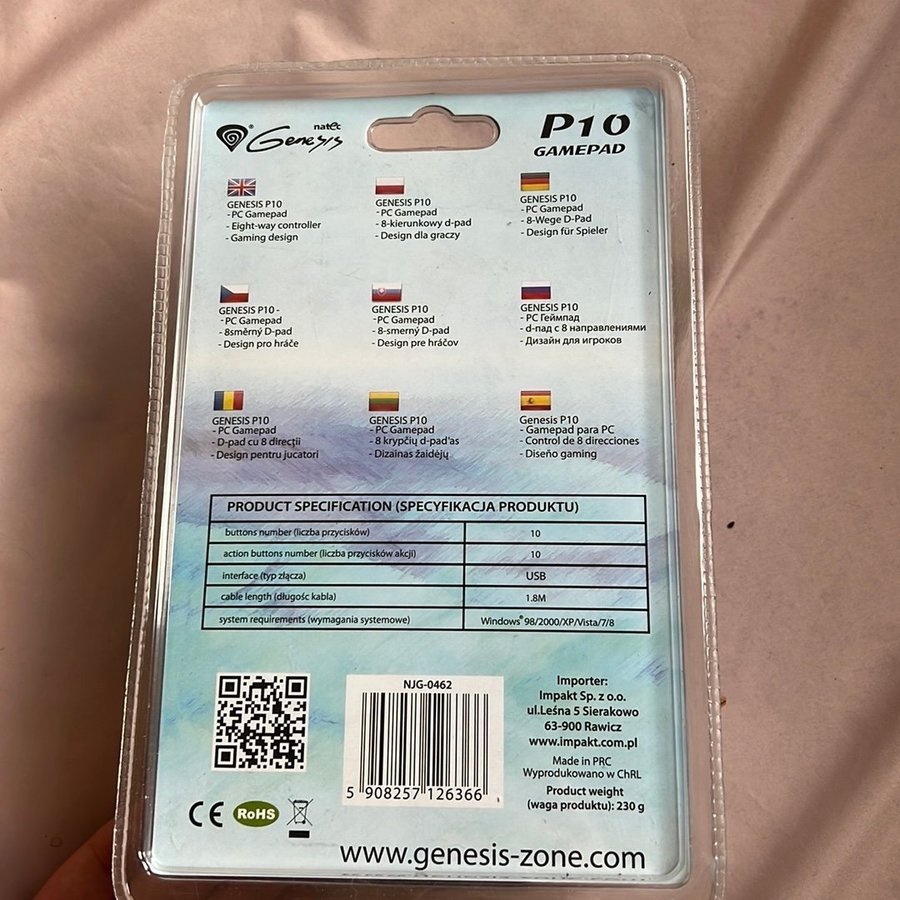 natec
Genesis
P10
GAMEPAD
GENESIS P10
- PC Gamepad
- Eight-way controller
- Gaming design
GENESIS P10
- PC Gamepad
- 8-kierunkowy d-pad
- Design dla graczy
GENESIS P10
- PC Gamepad
- 8-Wege D-Pad
- Design für Spieler
GENESIS P10 -
- PC Gamepad
- 8směrný D-pad
- Design pro hráče
GENESIS P10
- PC Gamepad
- 8-smerný D-pad
- Design pre hráčov
GENESIS P10
- PC Геймпад
- d-пад с 8 направлениями
- Дизайн для игроков
GENESIS P10
- PC Gamepad
- D-pad cu 8 direcţii
- Design pentru jucatori
GENESIS P10
- PC Gamepad
- 8 krypčių d-pad'as
- Dizainas žaidėjų
Genesis P10
- Gamepad para PC
- Control de 8 direcciones
- Diseño gaming
PRODUCT SPECIFICATION (SPECYFIKACJA PRODUKTU)
buttons number (liczba przycisków) 10
action buttons number (liczba przycisków akcji) 10
interface (typ złącza) USB
cable length (długośc kabla) 1.8M
system requirements (wymagania systemowe) Windows® 98/2000/XP/Vista/7/8
NJG-0462
5 908257 126366
Importer:
Impakt Sp. z o.o.
ul.Leśna 5 Sierakowo
63-900 Rawicz
www.impakt.com.pl
Made in PRC
Wyprodukowano w ChRL
Product weight
(waga produktu): 230 g
CE RoHS
www.genesis-zone.com